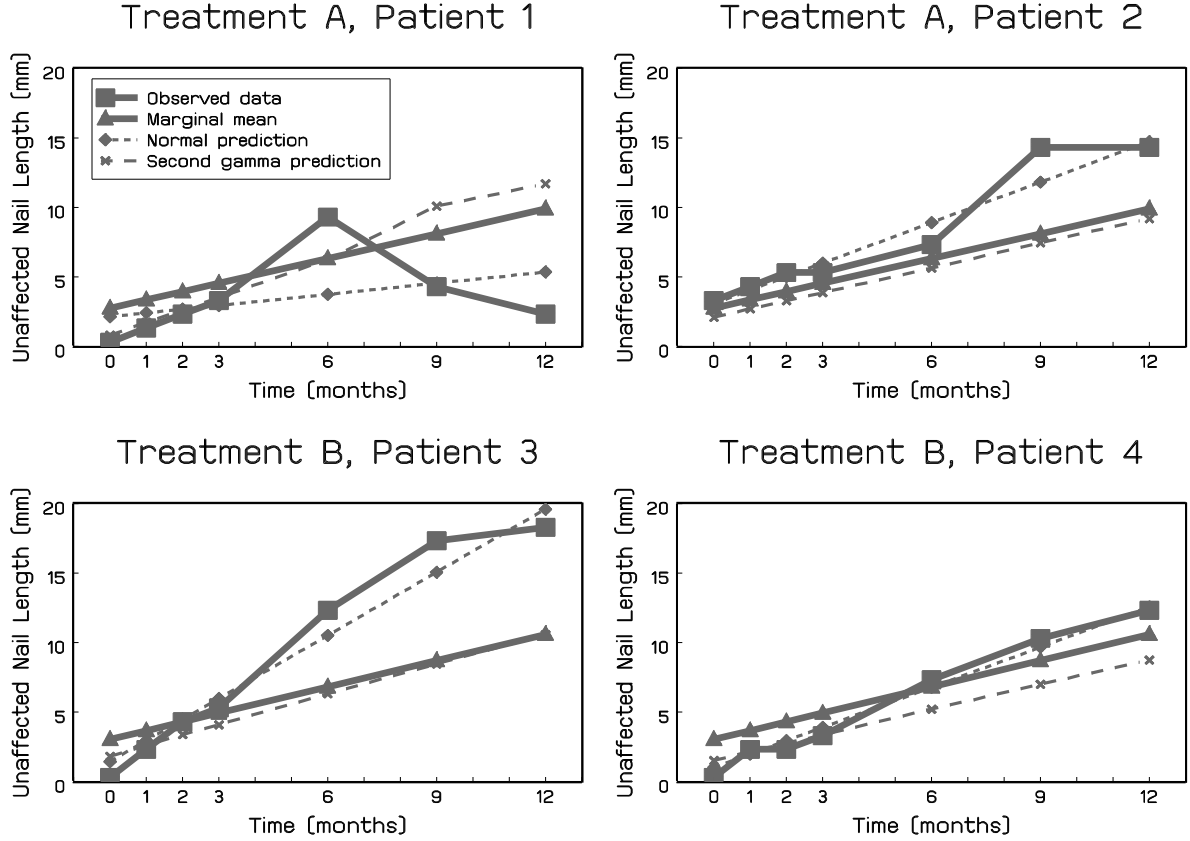 Treatment A, Patient 1
Unaffected Nail Length (mm)
20
15
10
5
0
Observed data
Marginal mean
Normal prediction
Second gamma prediction
0 1 2 3 6 9 12
Time (months)
Treatment A, Patient 2
Unaffected Nail Length (mm)
20
15
10
5
0
0 1 2 3 6 9 12
Time (months)
Treatment B, Patient 3
Unaffected Nail Length (mm)
20
15
10
5
0
0 1 2 3 6 9 12
Time (months)
Treatment B, Patient 4
Unaffected Nail Length (mm)
20
15
10
5
0
0 1 2 3 6 9 12
Time (months)